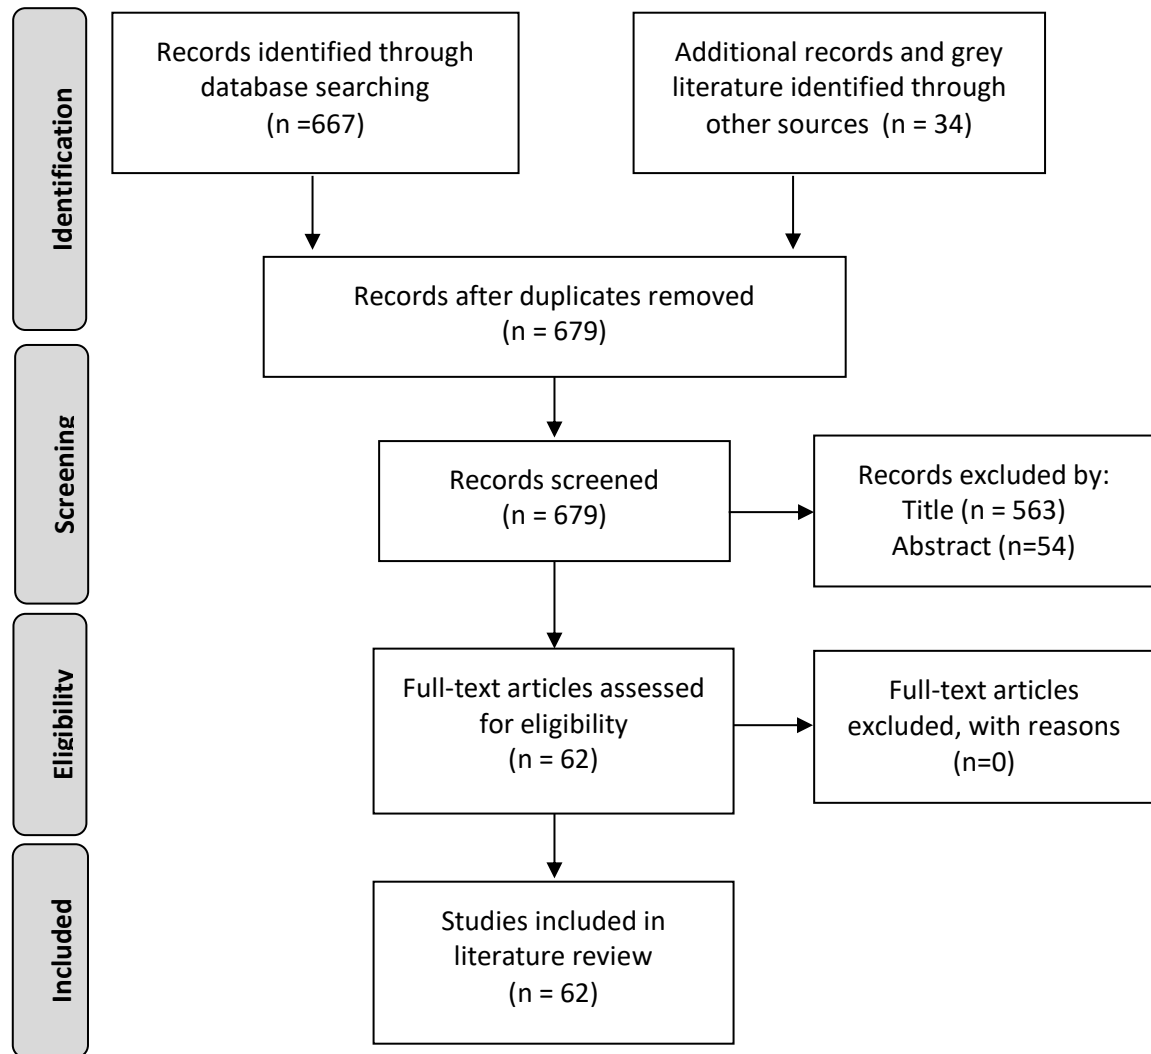 Identification
Records identified through
database searching
(n =667)
Additional records and grey
literature identified through
other sources (n = 34)
Records after duplicates removed
(n = 679)
Screening
Records screened
(n = 679)
Records excluded by:
Title (n = 563)
Abstract (n=54)
Eligibility
Full-text articles assessed
for eligibility
(n = 62)
Full-text articles
excluded, with reasons
(n=0)
Included
Studies included in
literature review
(n = 62)